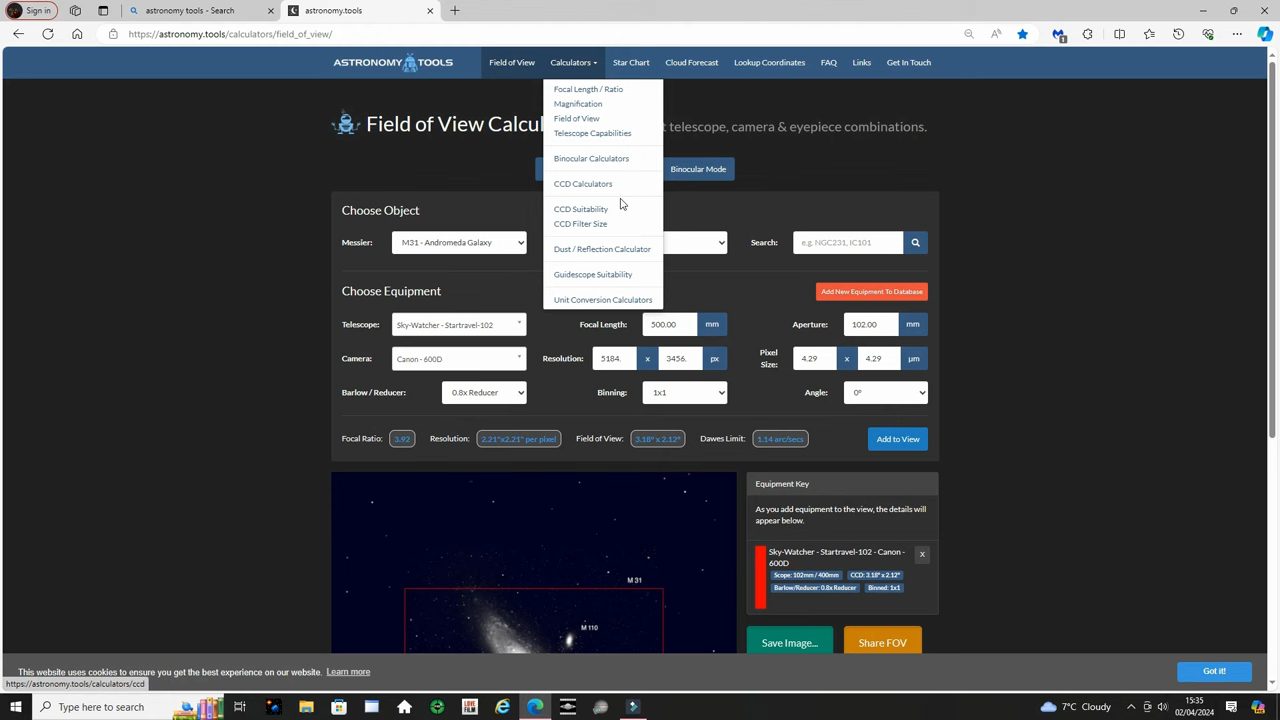 Sign in
astronomy tools - Search
astronomy.tools
https://astronomy.tools/calculators/field_of_view/
ASTRONOMY TOOLS
Field of View
Calculators
Star Chart
Cloud Forecast
Lookup Coordinates
FAQ
Links
Get In Touch
Focal Length / Ratio
Magnification
Field of View
Telescope Capabilities
Binocular Calculators
CCD Calculators
CCD Suitability
CCD Filter Size
Dust / Reflection Calculator
Guidescope Suitability
Unit Conversion Calculators
Field of View Calcu
t telescope, camera & eyepiece combinations.
Binocular Mode
Choose Object
Messier: M31 - Andromeda Galaxy
Search: e.g. NGC231, IC101
Choose Equipment
Add New Equipment To Database
Telescope: Sky-Watcher - Startravel-102 Focal Length: 500.00 mm Aperture: 102.00 mm
Camera: Canon - 600D Resolution: 5184. x 3456. px Pixel Size: 4.29 x 4.29 µm
Barlow / Reducer: 0.8x Reducer Binning: 1x1 Angle: 0°
Focal Ratio: 3.92 Resolution: 2.21"x2.21" per pixel Field of View: 3.18° x 2.12° Dawes Limit: 1.14 arc/secs Add to View
M 31
M 110
Equipment Key
As you add equipment to the view, the details will
appear below.
Sky-Watcher - Startravel-102 - Canon -
600D
x
Scope: 102mm / 400mm CCD: 3.18° x 2.12°
Barlow/Reducer: 0.8x Reducer Binned: 1x1
Save Image...
Share FOV
This website uses cookies to ensure you get the best experience on our website. Learn more
Got it!
https://astronomy.tools/calculators/ccd
Type here to search
LOVE
FiLM
7°C Cloudy
15:35
02/04/2024